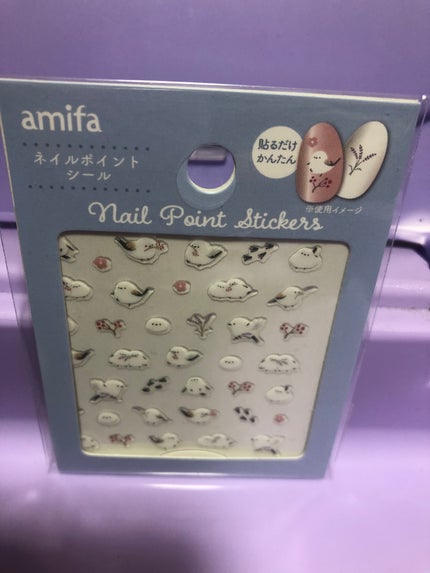 amifa
ネイルポイント
シール
貼るだけ
かんたん
※使用イメージ
Nail Point Stickers